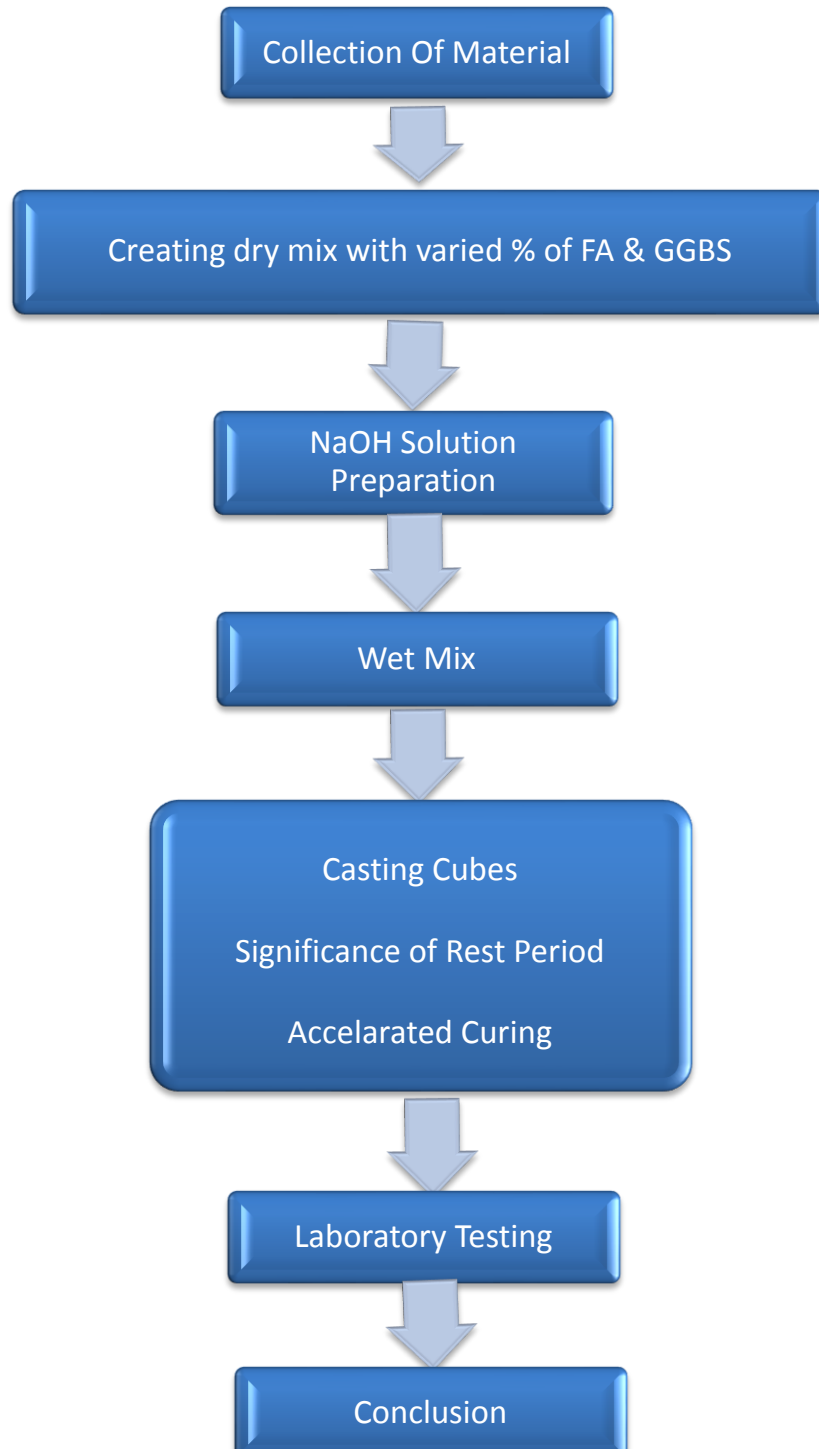 Collection Of Material
Creating dry mix with varied % of FA & GGBS
NaOH Solution
Preparation
Wet Mix
Casting Cubes
Significance of Rest Period
Accelarated Curing
Laboratory Testing
Conclusion